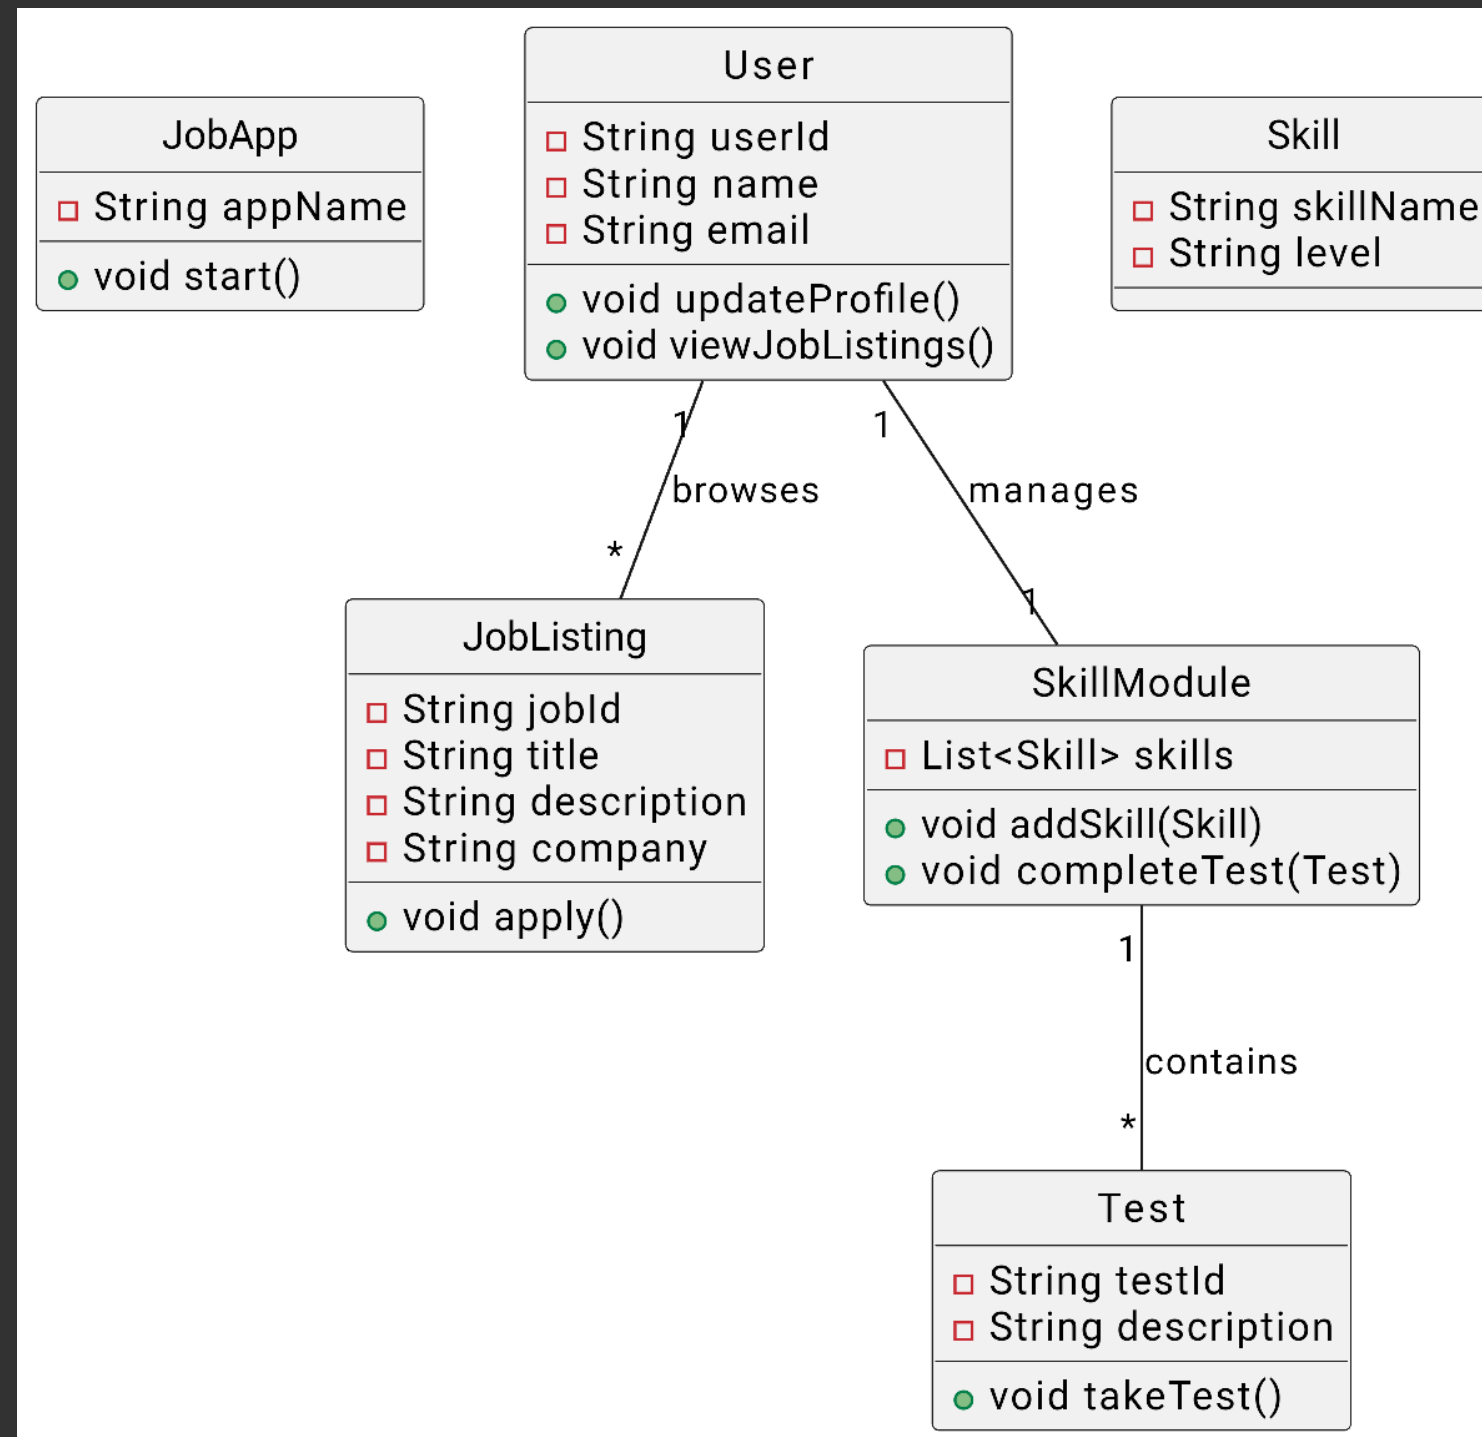 JobApp
String appName
void start()
User
String userId
String name
String email
void updateProfile()
void viewJobListings()
Skill
String skillName
String level
1
browses
*
1
manages
1
JobListing
String jobId
String title
String description
String company
void apply()
SkillModule
List<Skill> skills
void addSkill(Skill)
void completeTest(Test)
1
contains
*
Test
String testId
String description
void takeTest()